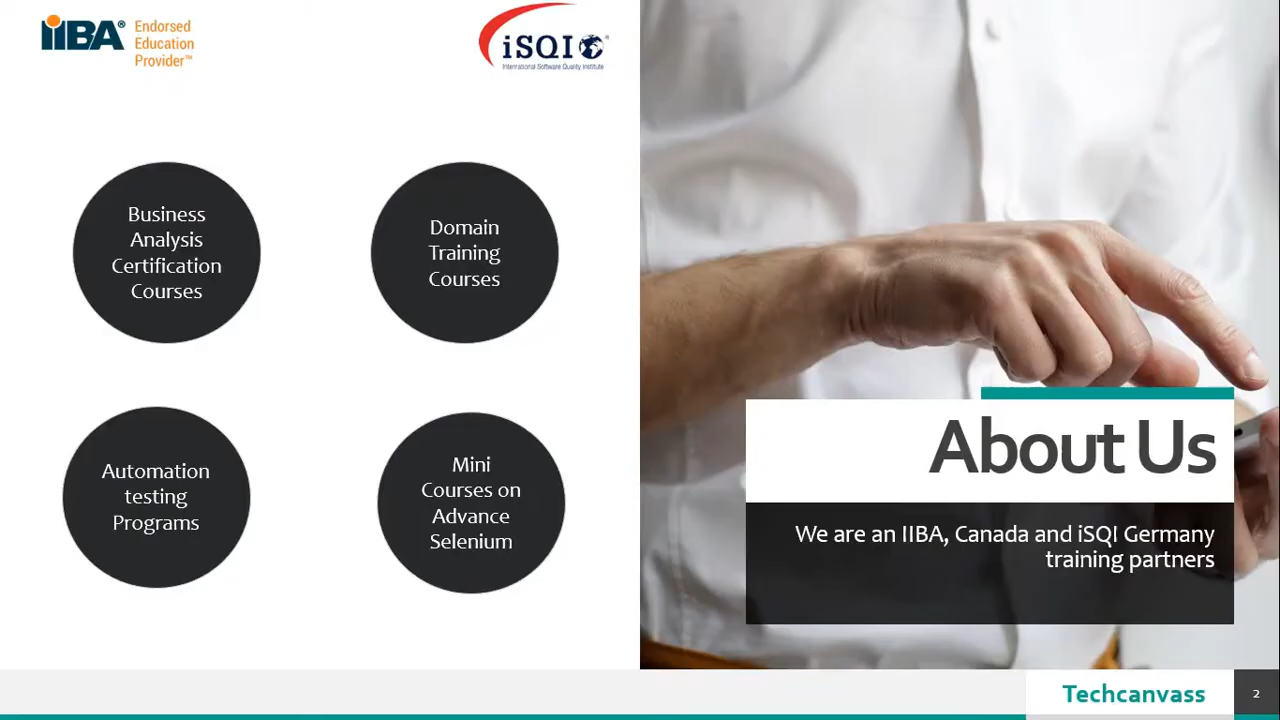 iiBA® Endorsed
Education
Provider™
iSQI®
International Software Quality Institute
Business
Analysis
Certification
Courses
Domain
Training
Courses
Automation
testing
Programs
Mini
Courses on
Advance
Selenium
About Us
We are an IIBA, Canada and iSQI Germany
training partners
Techcanvass
2